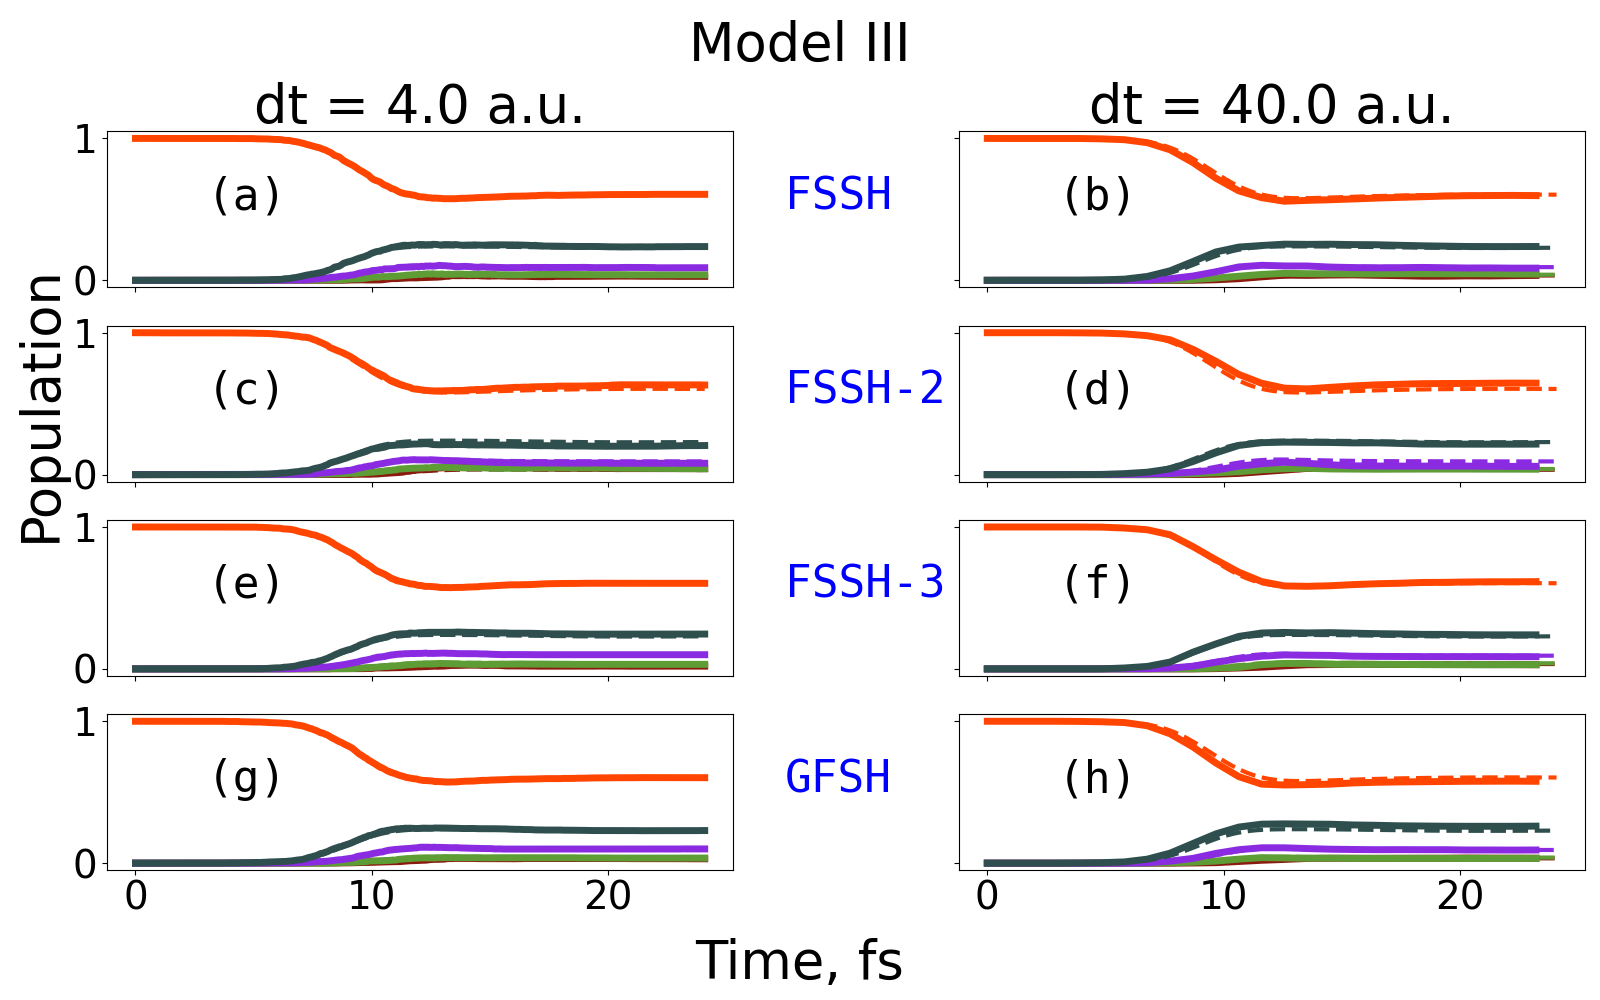 Model III
dt = 4.0 a.u.
dt = 40.0 a.u.
Population
1
0
(a)
FSSH
(b)
1
0
(c)
FSSH-2
(d)
1
0
(e)
FSSH-3
(f)
1
0
(g)
GFSH
(h)
0 10 20
0 10 20
Time, fs